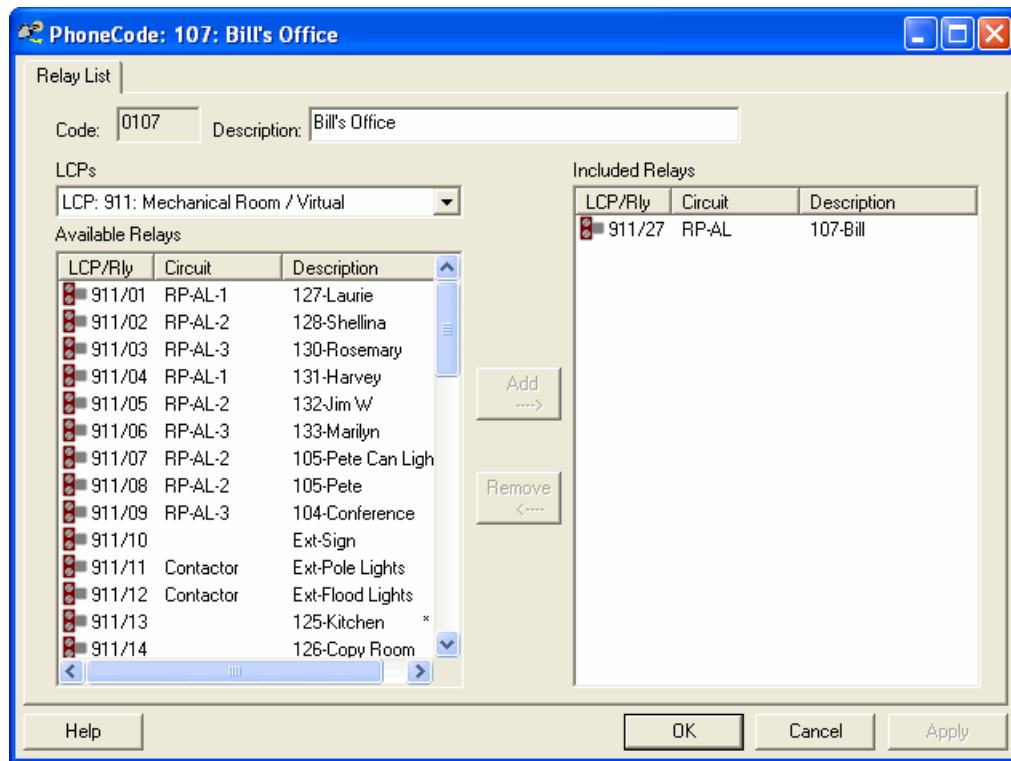 PhoneCode: 107: Bill's Office
Relay List
Code: 0107 Description: Bill's Office
LCPs
LCP: 911: Mechanical Room / Virtual
Available Relays
LCP/Rly Circuit Description
911/01 RP-AL-1 127-Laurie
911/02 RP-AL-2 128-Shellina
911/03 RP-AL-3 130-Rosemary
911/04 RP-AL-1 131-Harvey
911/05 RP-AL-2 132-Jim W
911/06 RP-AL-3 133-Marilyn
911/07 RP-AL-2 105-Pete Can Ligh
911/08 RP-AL-2 105-Pete
911/09 RP-AL-3 104-Conference
911/10 Ext-Sign
911/11 Contactor Ext-Pole Lights
911/12 Contactor Ext-Flood Lights
911/13 125-Kitchen *
911/14 126-Copy Room
Add
---->
Remove
<----
Included Relays
LCP/Rly Circuit Description
911/27 RP-AL 107-Bill
Help OK Cancel Apply